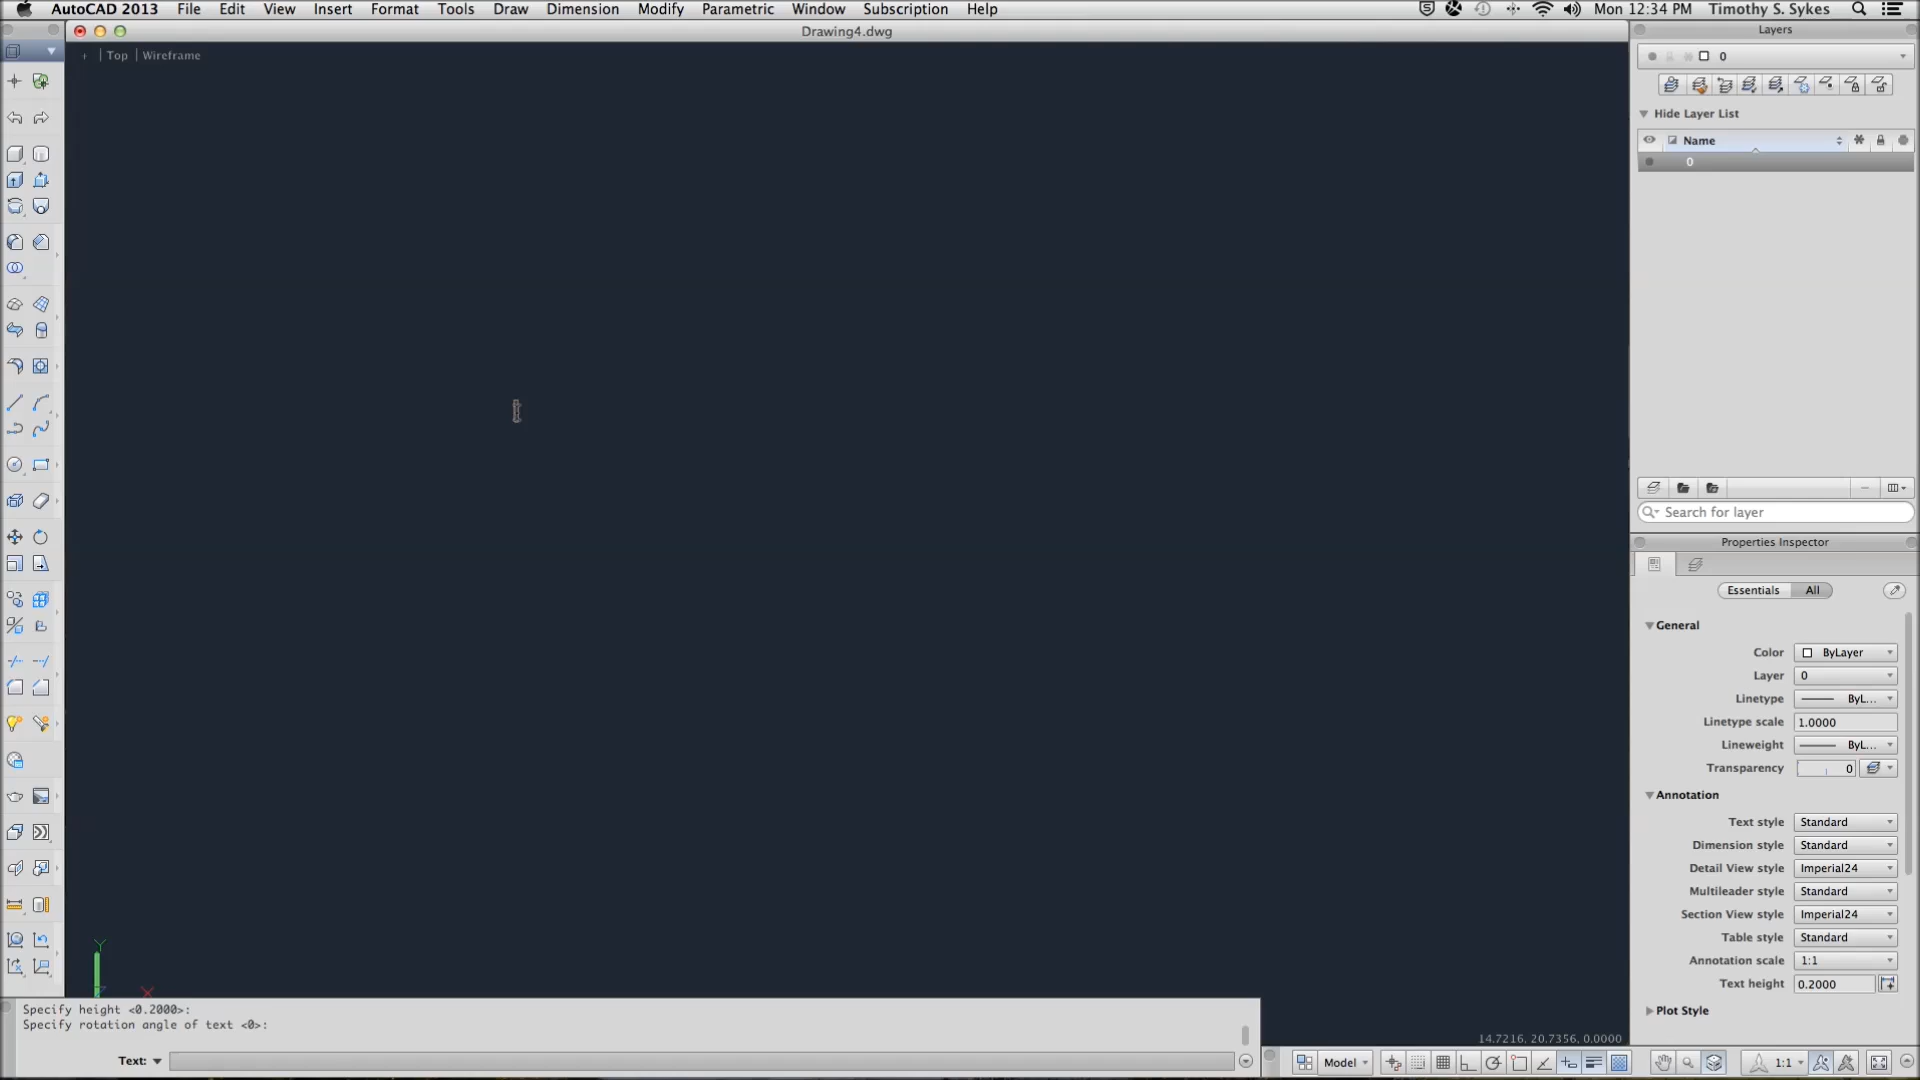 AutoCAD 2013 File Edit View Insert Format Tools Draw Dimension Modify Parametric Window Subscription Help Mon 12:34 PM Timothy S. Sykes
Drawing4.dwg
+ | Top | Wireframe
Layers
0
Hide Layer List
Name
0
Search for layer
Properties Inspector
Essentials All
General
Color ByLayer
Layer 0
Linetype ByL...
Linetype scale 1.0000
Lineweight ByL...
Transparency 0
Annotation
Text style Standard
Dimension style Standard
Detail View style Imperial24
Multileader style Standard
Section View style Imperial24
Table style Standard
Annotation scale 1:1
Text height 0.2000
Plot Style
Y
X
Specify height <0.2000>:
Specify rotation angle of text <0>:
Text:
14.7216, 20.7356, 0.0000
Model 1:1